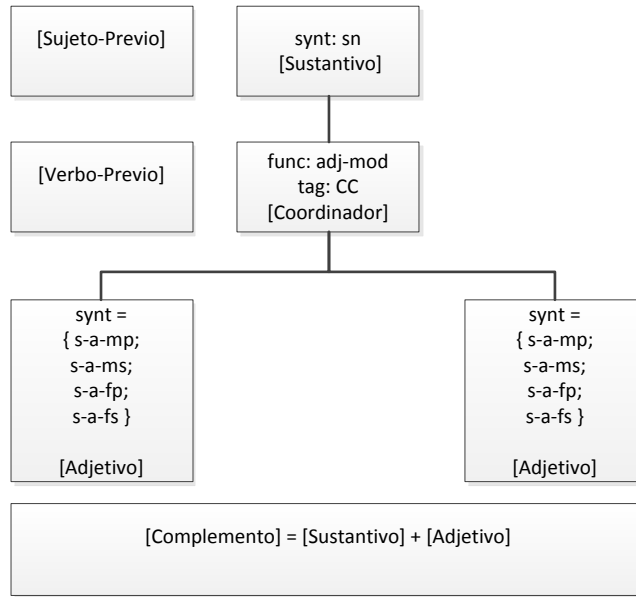 [Sujeto-Previo]
synt: sn
[Sustantivo]
[Verbo-Previo]
func: adj-mod
tag: CC
[Coordinador]
synt =
{ s-a-mp;
s-a-ms;
s-a-fp;
s-a-fs }
[Adjetivo]
synt =
{ s-a-mp;
s-a-ms;
s-a-fp;
s-a-fs }
[Adjetivo]
[Complemento] = [Sustantivo] + [Adjetivo]